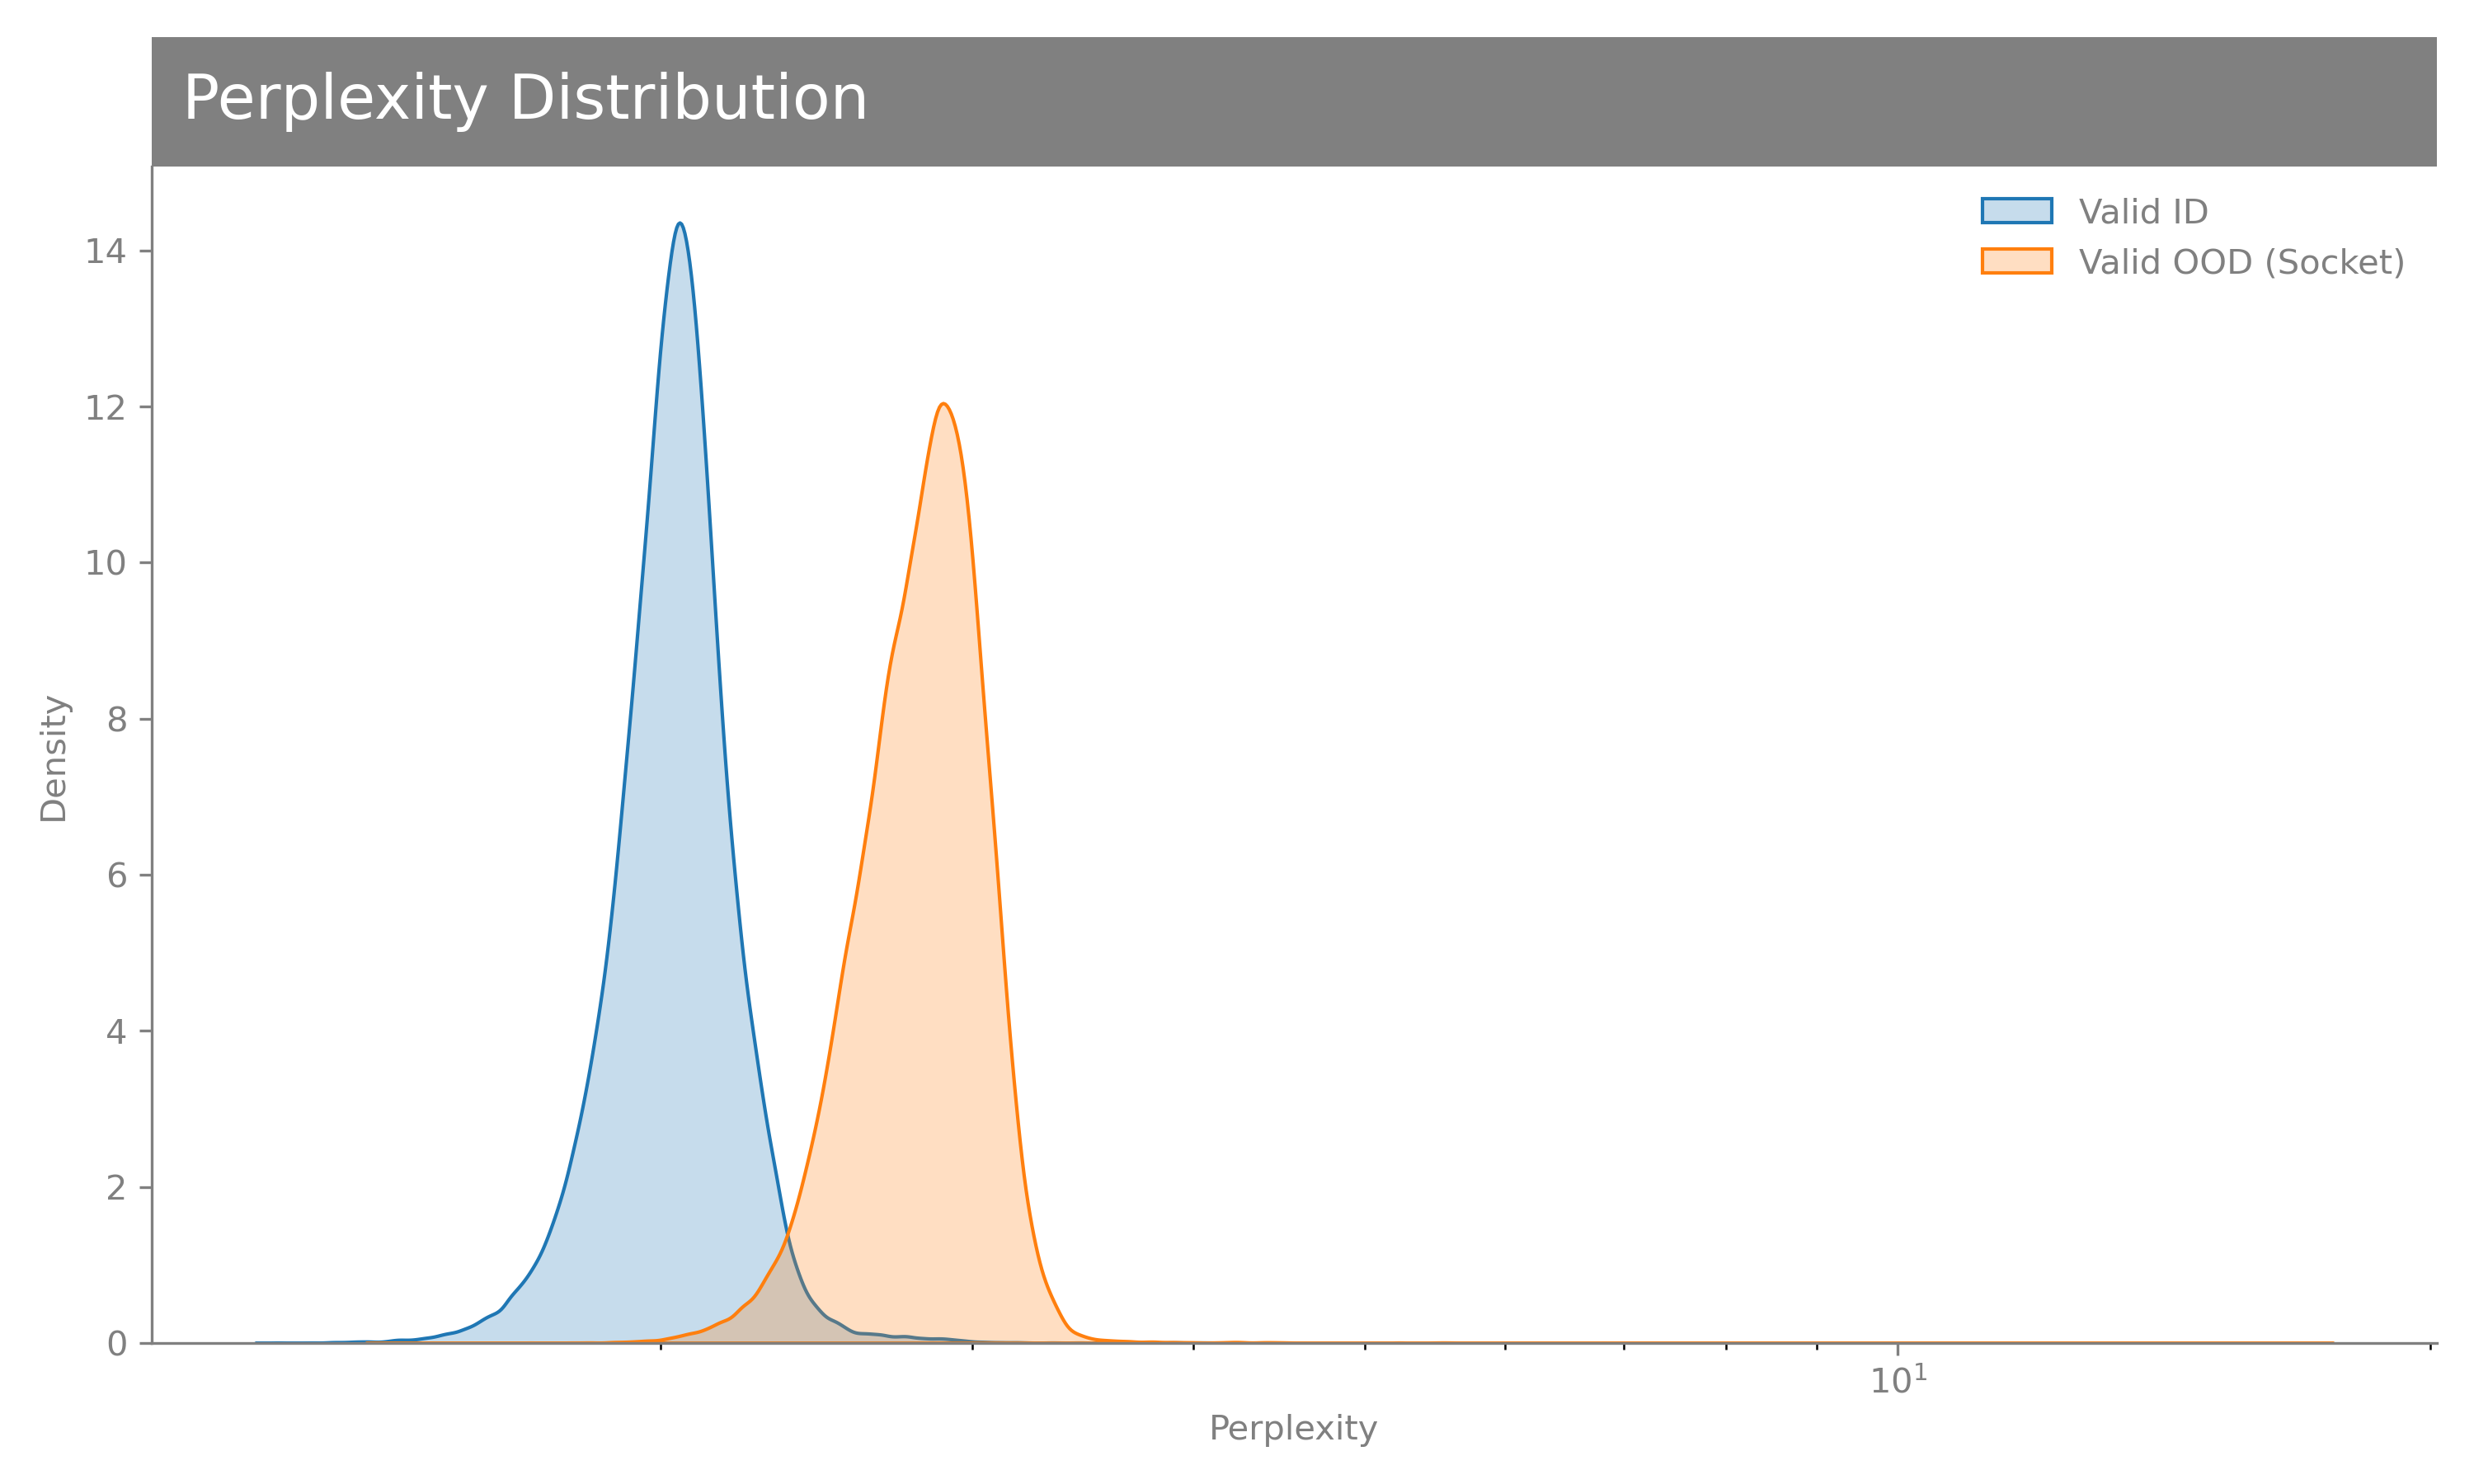 Perplexity Distribution
Valid ID
Valid OOD (Socket)
14
12
10
8
6
4
2
0
Density
10¹
Perplexity